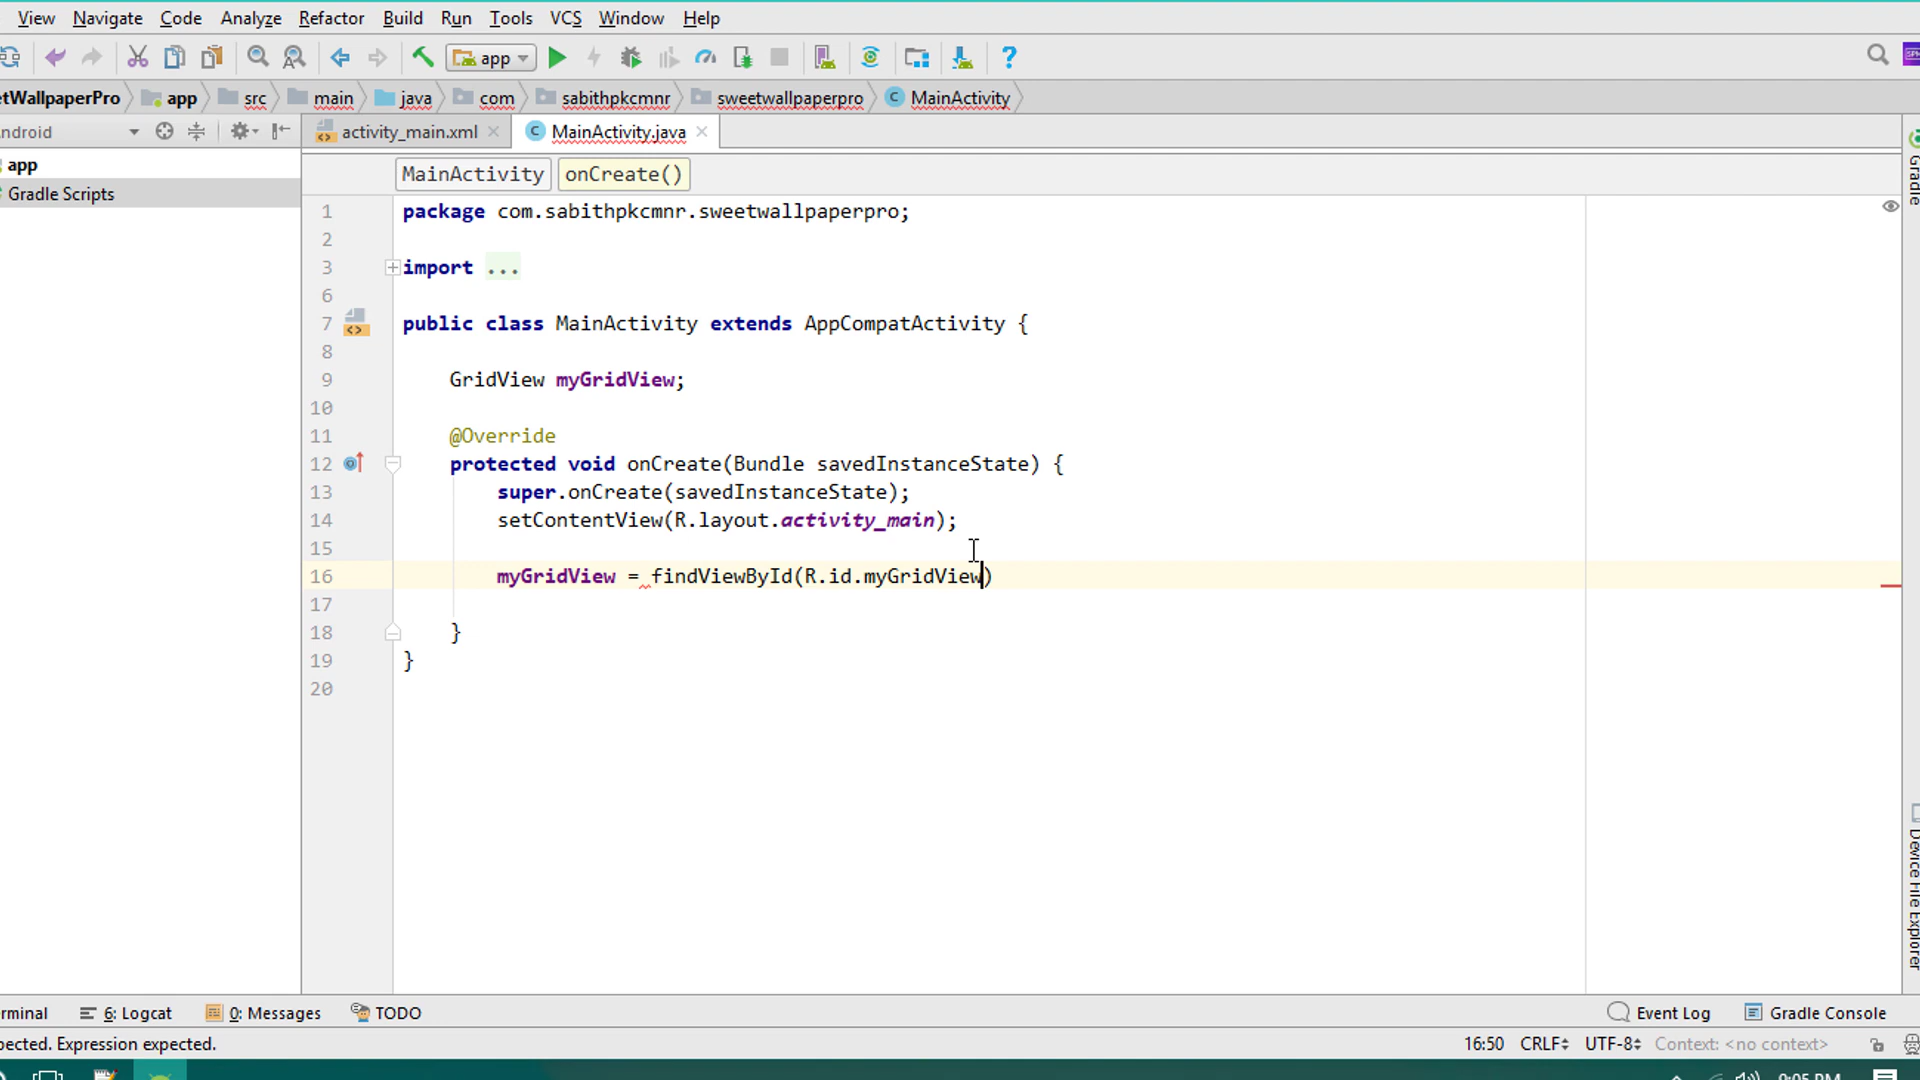 View Navigate Code Analyze Refactor Build Run Tools VCS Window Help
app
etWallpaperPro app src main java com sabithpkcmnr sweetwallpaperpro MainActivity
ndroid activity_main.xml MainActivity.java
app
Gradle Scripts
MainActivity onCreate()
1 package com.sabithpkcmnr.sweetwallpaperpro;
2
3 import ...
6
7 public class MainActivity extends AppCompatActivity {
8
9 GridView myGridView;
10
11 @Override
12 protected void onCreate(Bundle savedInstanceState) {
13 super.onCreate(savedInstanceState);
14 setContentView(R.layout.activity_main);
15
16 myGridView = findViewById(R.id.myGridView)
17
18 }
19 }
20
Gradle
Device File Explorer
rminal 6: Logcat 0: Messages TODO Event Log Gradle Console
ected. Expression expected. 16:50 CRLF UTF-8 Context: <no context>
9:05 PM